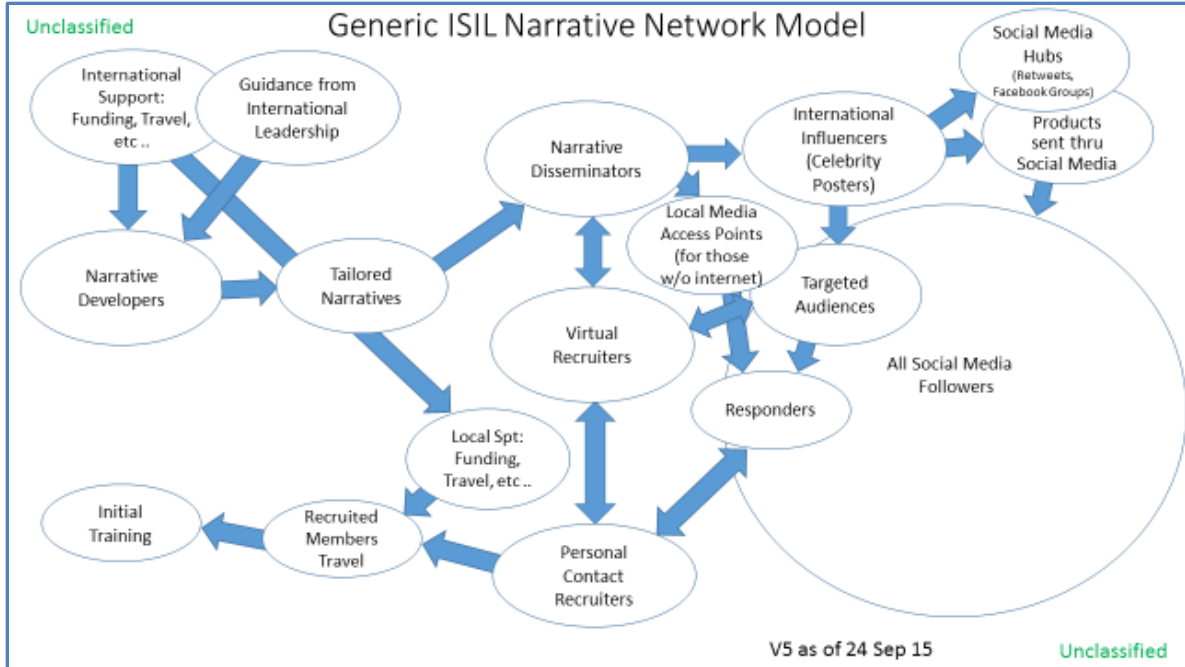 Unclassified
Generic ISIL Narrative Network Model
International
Support:
Funding, Travel,
etc ..
Guidance from
International
Leadership
Narrative
Disseminators
International
Influencers
(Celebrity
Posters)
Social Media
Hubs
(Retweets,
Facebook Groups)
Products
sent thru
Social Media
Narrative
Developers
Tailored
Narratives
Local Media
Access Points
(for those
w/o internet)
Targeted
Audiences
Virtual
Recruiters
All Social Media
Followers
Responders
Local Spt:
Funding,
Travel, etc ..
Initial
Training
Recruited
Members
Travel
Personal
Contact
Recruiters
V5 as of 24 Sep 15
Unclassified